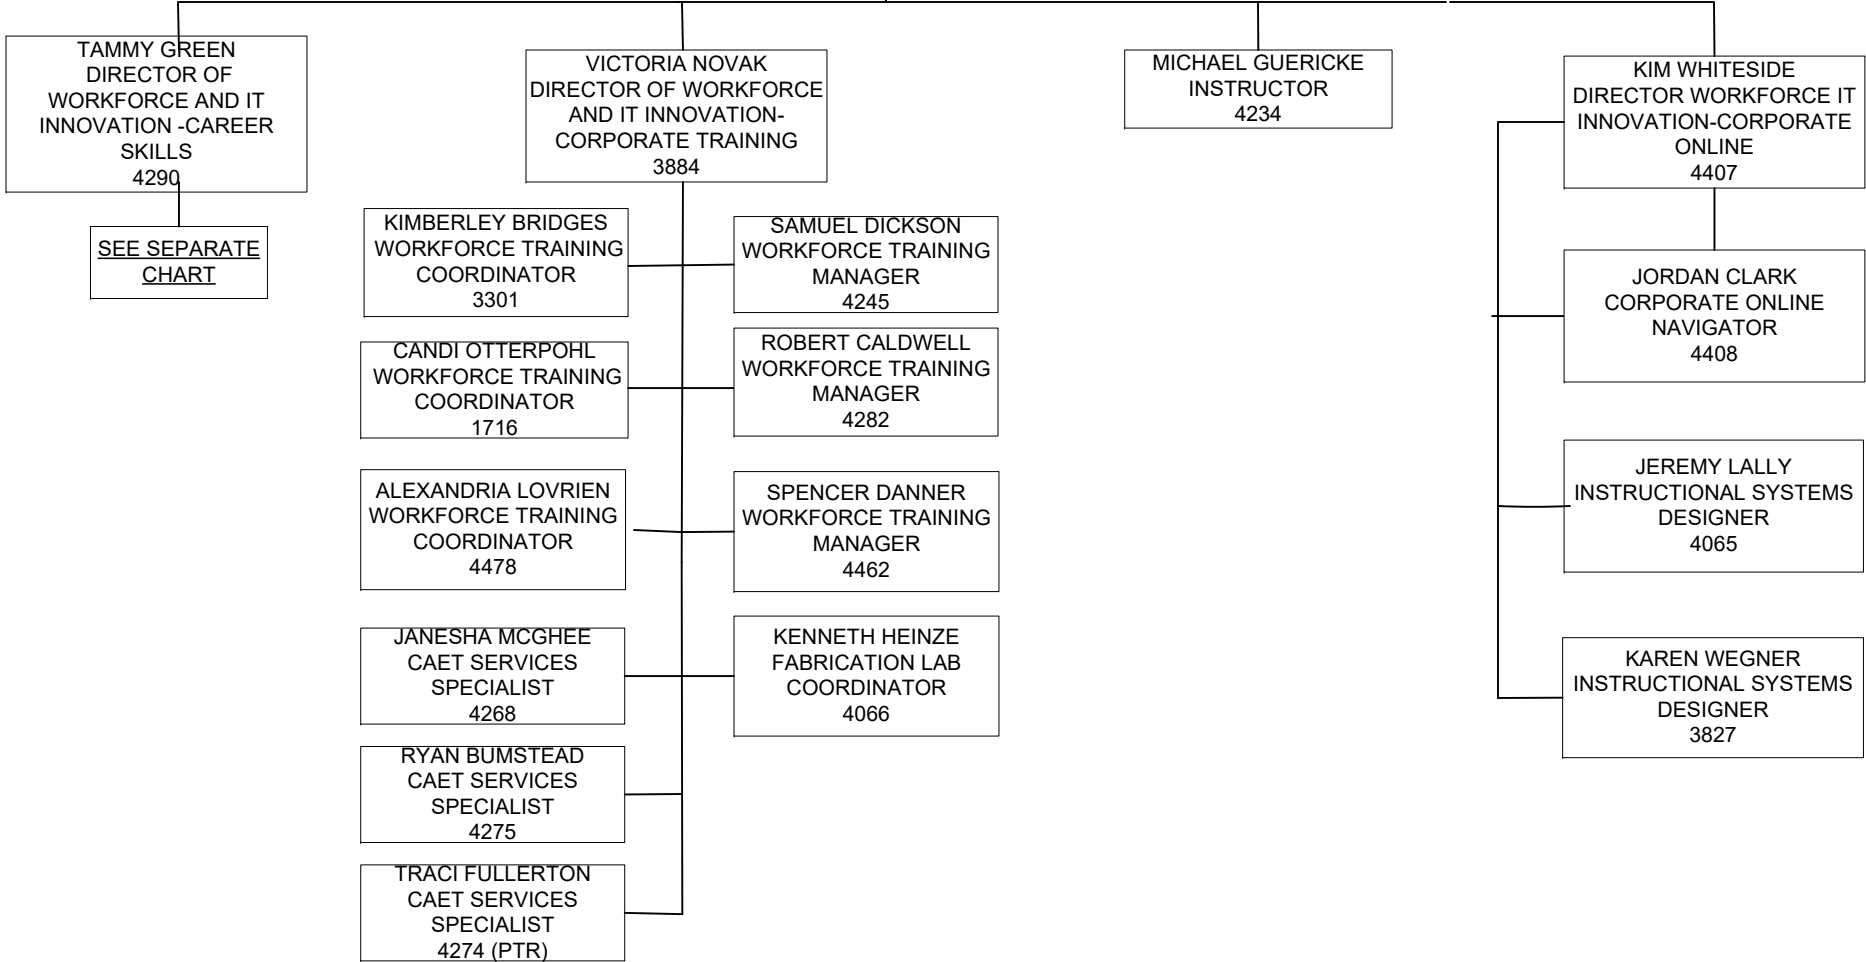 TAMMY GREEN
DIRECTOR OF
WORKFORCE AND IT
INNOVATION -CAREER
SKILLS
4290
SEE SEPARATE
CHART
VICTORIA NOVAK
DIRECTOR OF WORKFORCE
AND IT INNOVATION-
CORPORATE TRAINING
3884
KIMBERLEY BRIDGES
WORKFORCE TRAINING
COORDINATOR
3301
SAMUEL DICKSON
WORKFORCE TRAINING
MANAGER
4245
CANDI OTTERPOHL
WORKFORCE TRAINING
COORDINATOR
1716
ROBERT CALDWELL
WORKFORCE TRAINING
MANAGER
4282
ALEXANDRIA LOVRIEN
WORKFORCE TRAINING
COORDINATOR
4478
SPENCER DANNER
WORKFORCE TRAINING
MANAGER
4462
JANESHA MCGHEE
CAET SERVICES
SPECIALIST
4268
KENNETH HEINZE
FABRICATION LAB
COORDINATOR
4066
RYAN BUMSTEAD
CAET SERVICES
SPECIALIST
4275
TRACI FULLERTON
CAET SERVICES
SPECIALIST
4274 (PTR)
MICHAEL GUERICKE
INSTRUCTOR
4234
KIM WHITESIDE
DIRECTOR WORKFORCE IT
INNOVATION-CORPORATE
ONLINE
4407
JORDAN CLARK
CORPORATE ONLINE
NAVIGATOR
4408
JEREMY LALLY
INSTRUCTIONAL SYSTEMS
DESIGNER
4065
KAREN WEGNER
INSTRUCTIONAL SYSTEMS
DESIGNER
3827